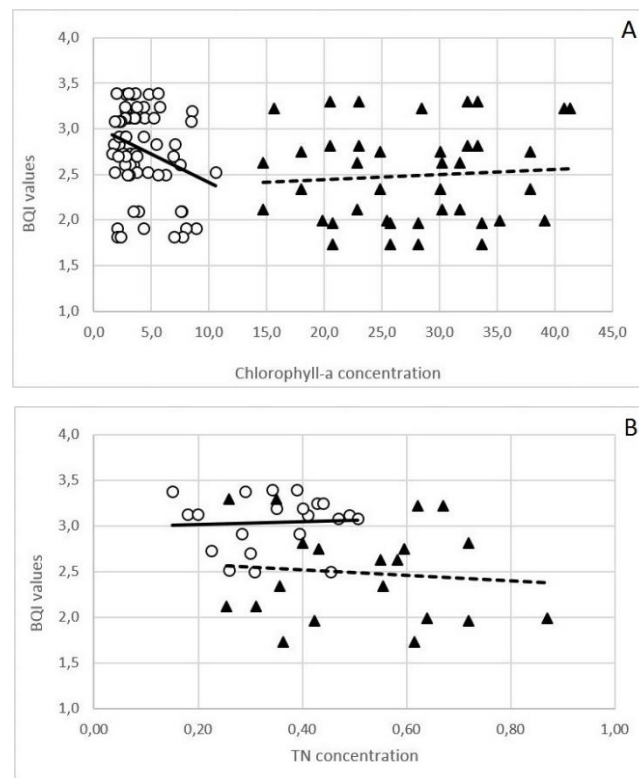 A
4,0
3,5
3,0
2,5
2,0
1,5
1,0
BQI values
0,0 5,0 10,0 15,0 20,0 25,0 30,0 35,0 40,0 45,0
Chlorophyll-a concentration
B
4,0
3,5
3,0
2,5
2,0
1,5
1,0
BQI values
0,00 0,20 0,40 0,60 0,80 1,00
TN concentration